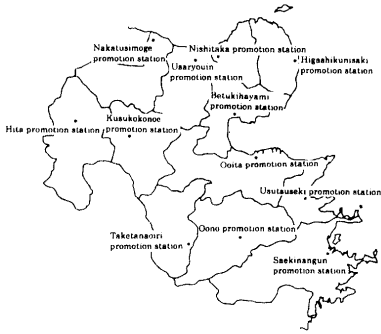 Nakatusimoge
promotion station
Nishitaka promotion station
Usaryouin
promotion station
Higashikunisaki
promotion station
Betukihayami
promotion station
Hita promotion station
Kusukokonoe
promotion station
Ooita promotion station
Usutauseki promotion station
Taketanaoiri
promotion station
Oono promotion station
Saekinangun
promotion station